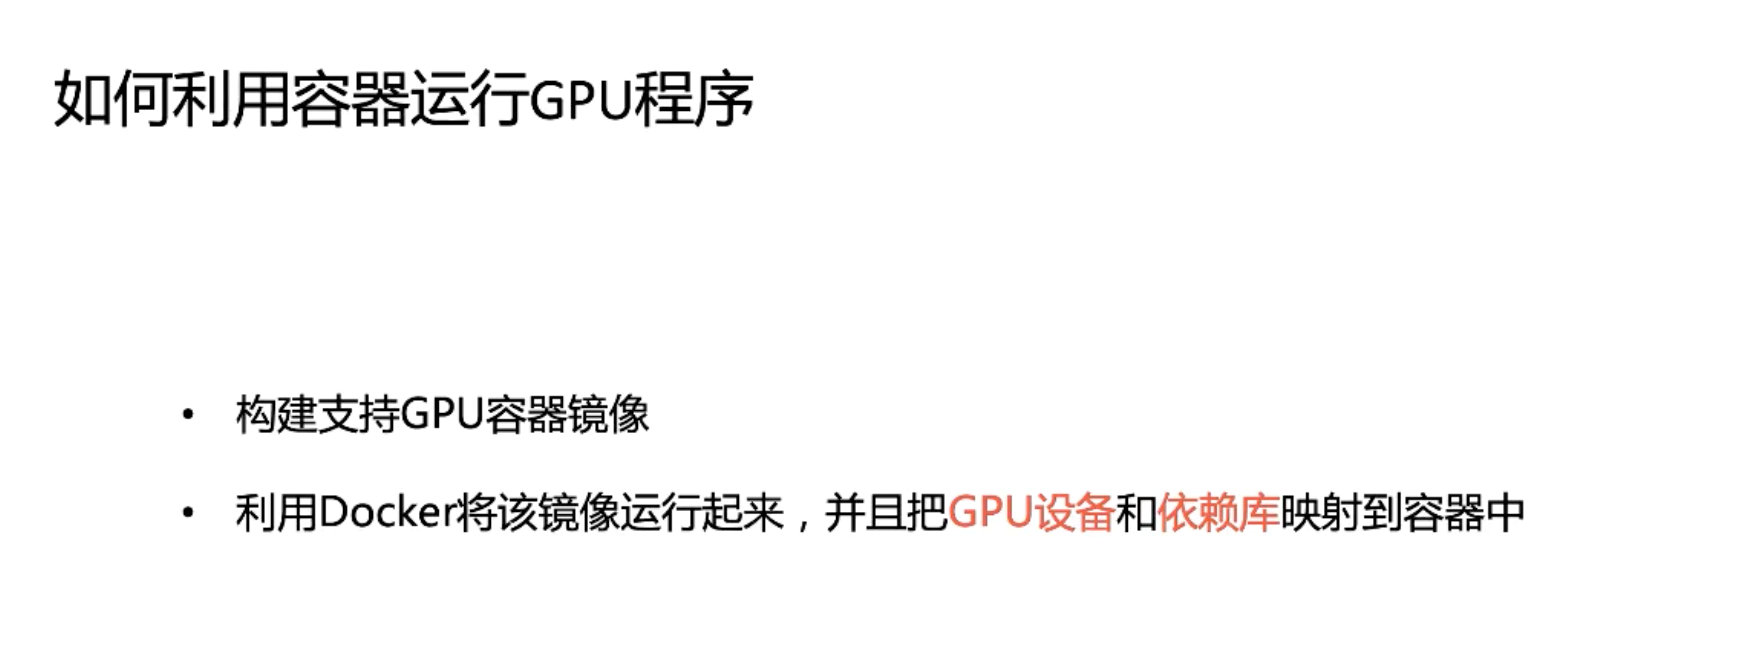 如何利用容器运行GPU程序
• 构建支持GPU容器镜像
• 利用Docker将该镜像运行起来，并且把GPU设备和依赖库映射到容器中